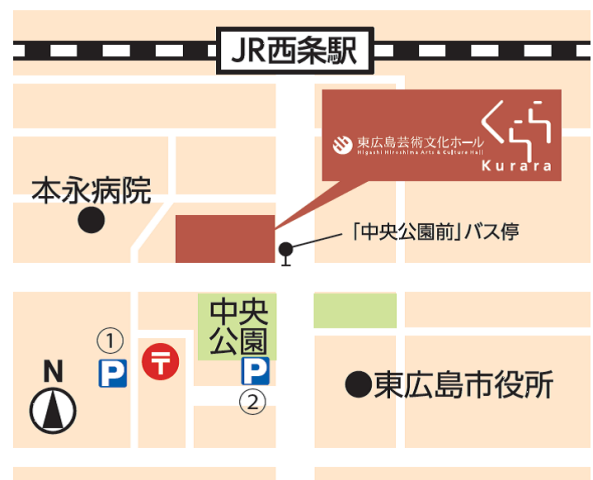 JR西条駅
東広島芸術文化ホール
Higashi Hiroshima Arts & Culture Hall
くらら
Kurara
本永病院
「中央公園前」バス停
中央
公園
①
P
〒
P
②
N
東広島市役所